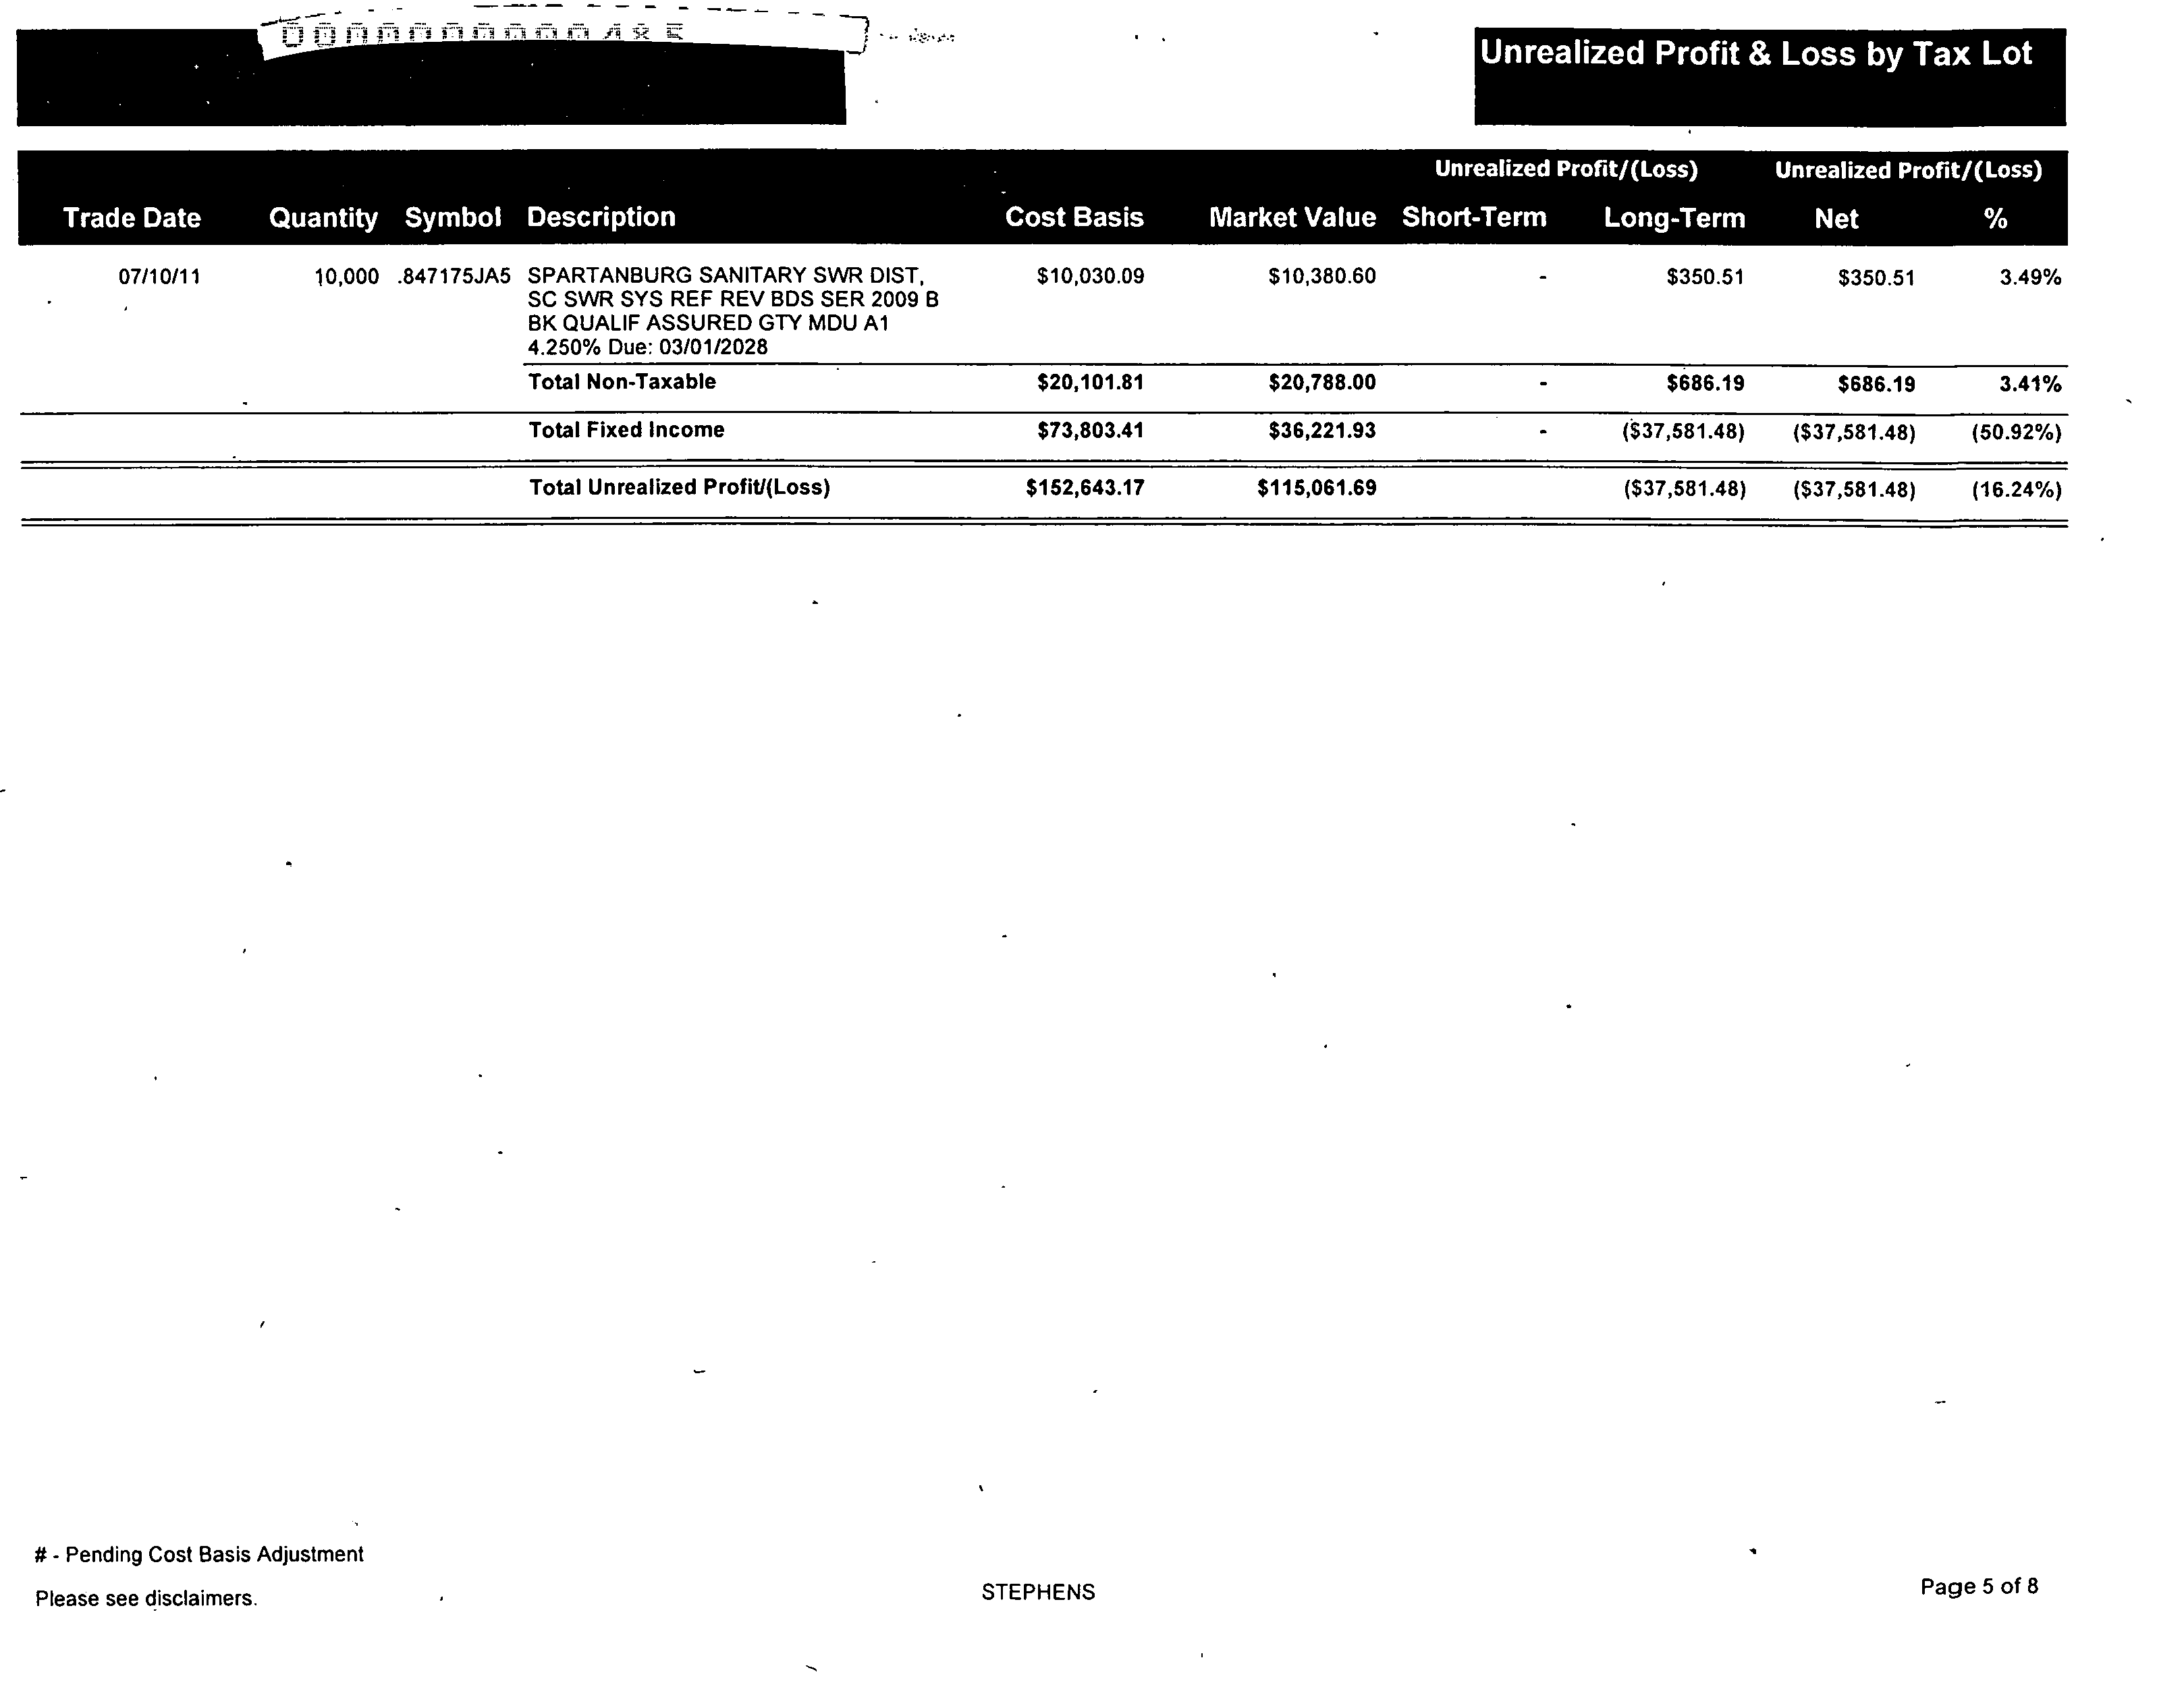 Unrealized Profit & Loss by Tax Lot
Unrealized Profit/(Loss) Unrealized Profit/(Loss)
Trade Date Quantity Symbol Description Cost Basis Market Value Short-Term Long-Term Net %
07/10/11 10,000 .847175JA5 SPARTANBURG SANITARY SWR DIST, $10,030.09 $10,380.60 - $350.51 $350.51 3.49%
SC SWR SYS REF REV BDS SER 2009 B
BK QUALIF ASSURED GTY MDU A1
4.250% Due: 03/01/2028
Total Non-Taxable $20,101.81 $20,788.00 - $686.19 $686.19 3.41%
Total Fixed Income $73,803.41 $36,221.93 - ($37,581.48) ($37,581.48) (50.92%)
Total Unrealized Profit/(Loss) $152,643.17 $115,061.69 ($37,581.48) ($37,581.48) (16.24%)
# - Pending Cost Basis Adjustment
Please see disclaimers. STEPHENS Page 5 of 8